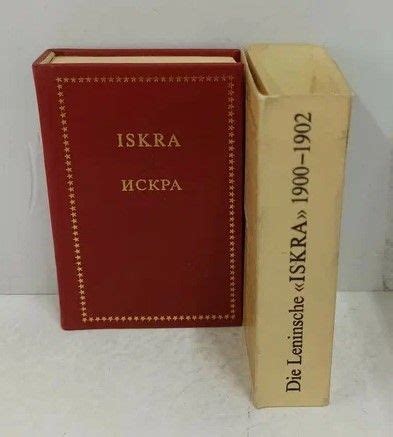 ISKRA
ИСКРА
Die Leninsche «ISKRA» 1900–1902